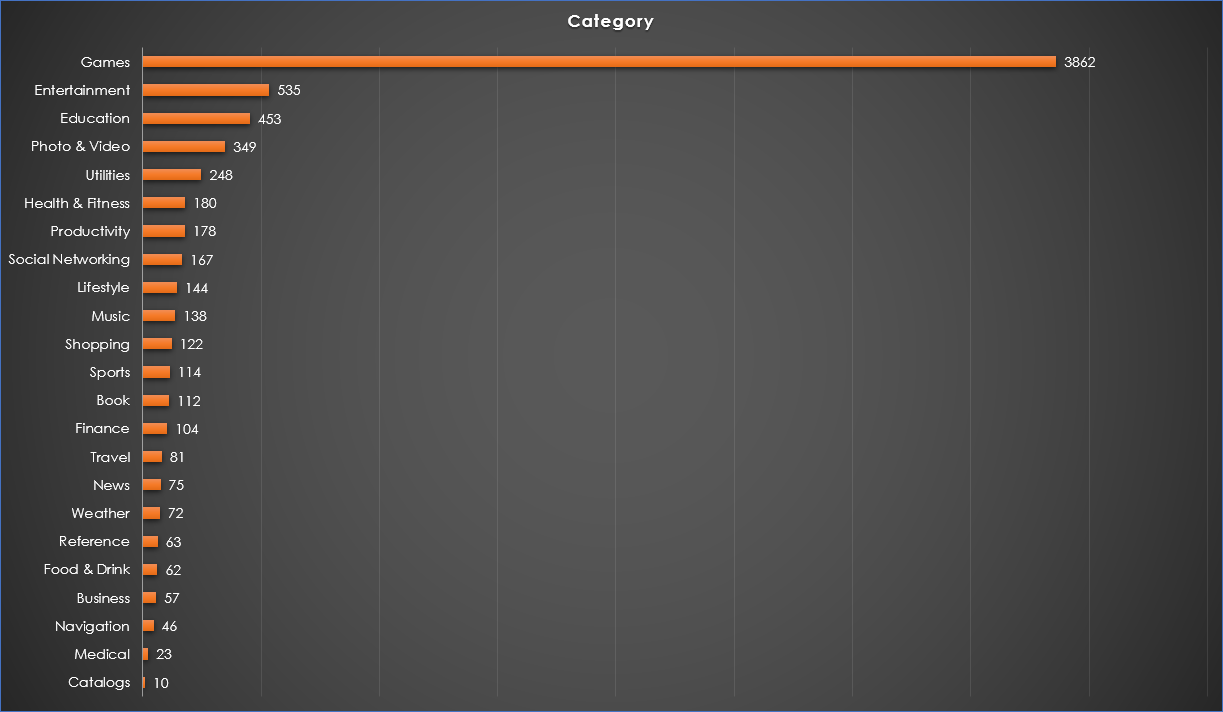 Category
Games 3862
Entertainment 535
Education 453
Photo & Video 349
Utilities 248
Health & Fitness 180
Productivity 178
Social Networking 167
Lifestyle 144
Music 138
Shopping 122
Sports 114
Book 112
Finance 104
Travel 81
News 75
Weather 72
Reference 63
Food & Drink 62
Business 57
Navigation 46
Medical 23
Catalogs 10